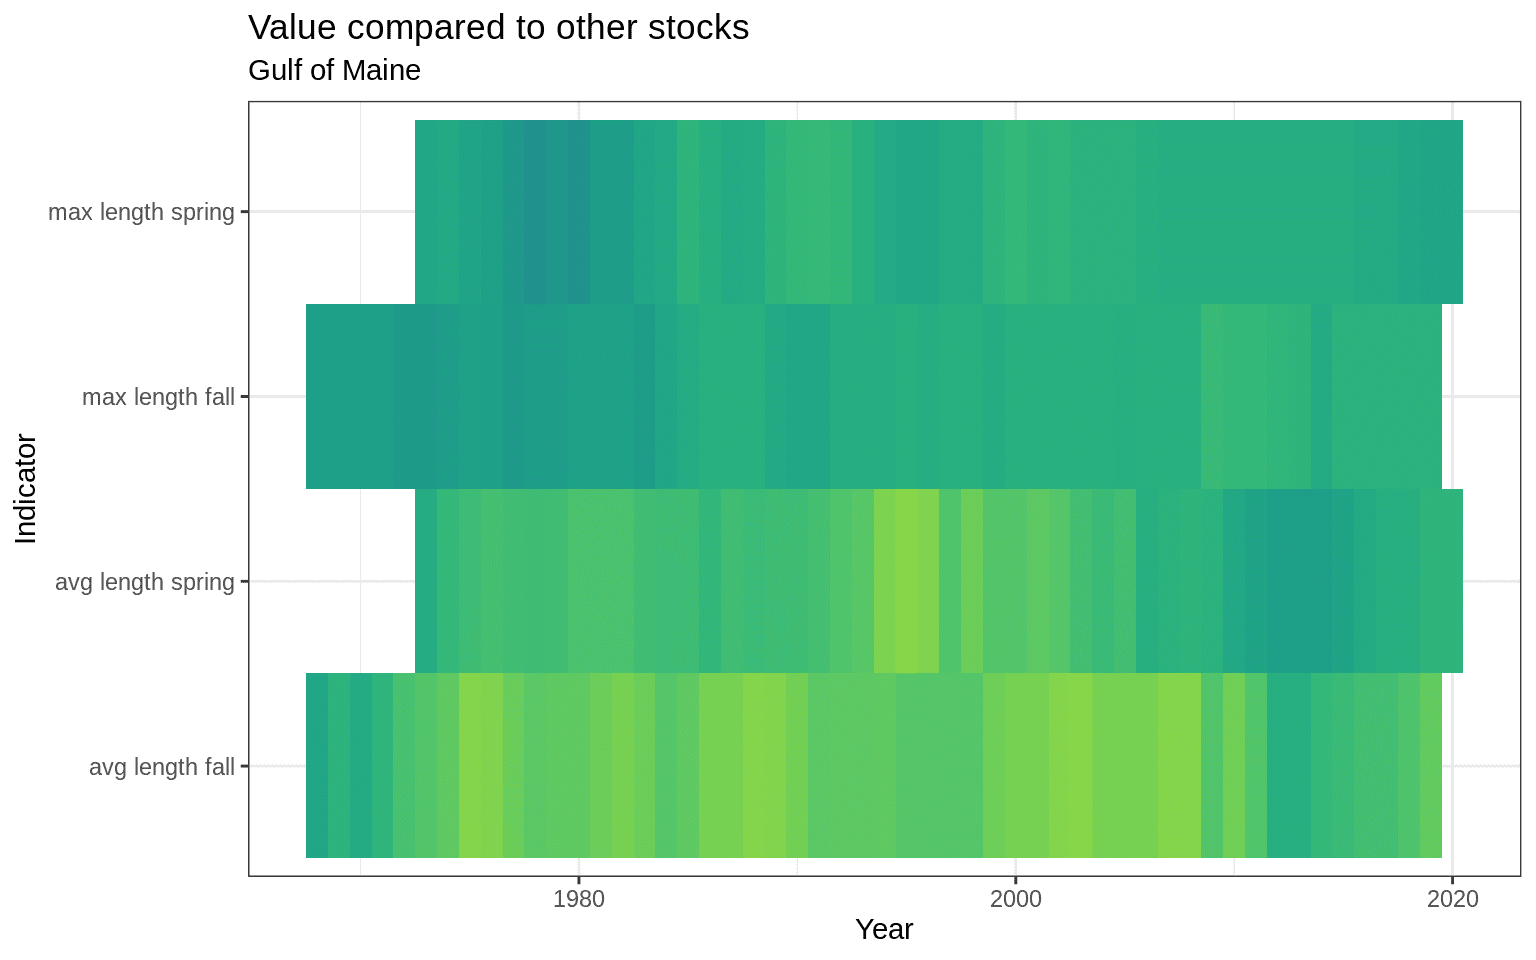 Value compared to other stocks
Gulf of Maine
Indicator
max length spring
max length fall
avg length spring
avg length fall
1980
2000
2020
Year